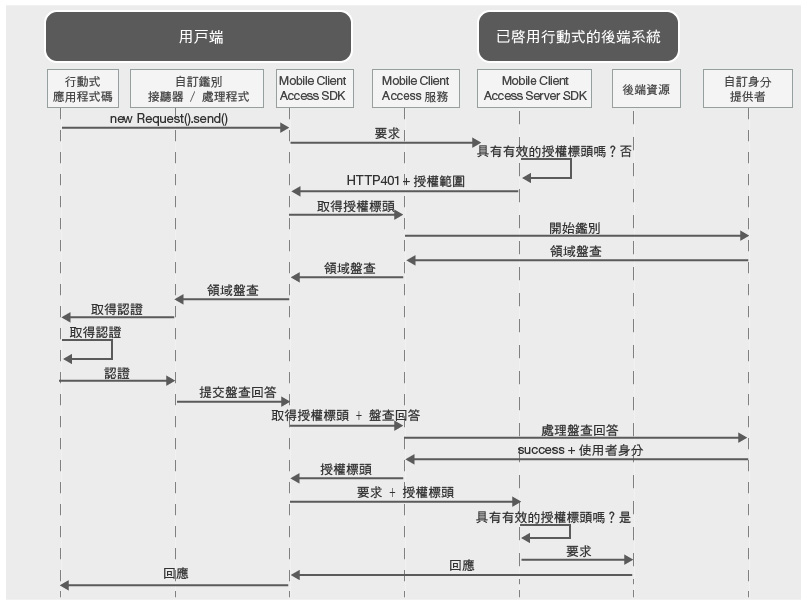 用戸端
已啓用行動式的後端系統
行動式
應用程式碼
自訂鑑別
接聽器 / 處理程式
Mobile Client
Access SDK
Mobile Client
Access 服務
Mobile Client
Access Server SDK
後端資源
自訂身分
提供者
new Request().send()
要求
具有有效的授權標頭嗎？否
HTTP401 + 授權範圍
取得授權標頭
開始鑑別
領域盤查
領域盤查
領域盤查
取得認證
取得認證
認證
提交盤查回答
取得授權標頭 + 盤查回答
處理盤查回答
success + 使用者身分
授權標頭
要求 + 授權標頭
具有有效的授權標頭嗎？是
要求
回應
回應